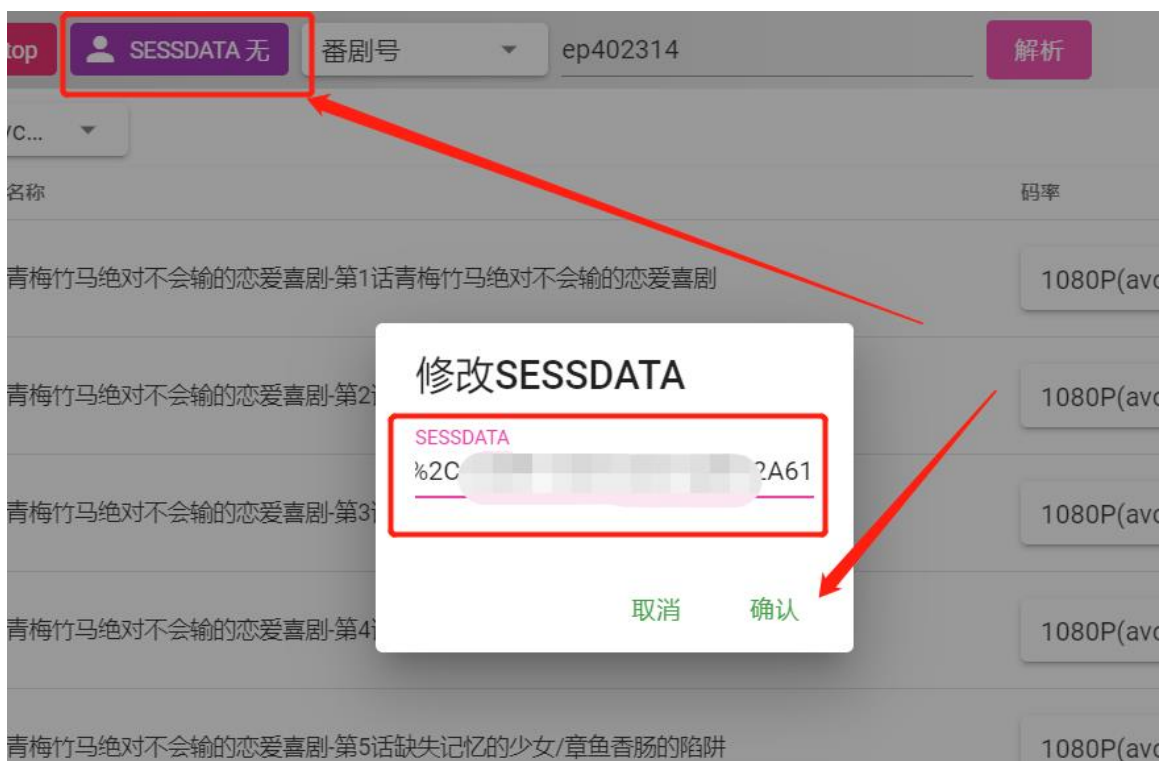 top
SESSDATA 无
番剧号
ep402314
解析
vc...
名称
码率
青梅竹马绝对不会输的恋爱喜剧-第1话青梅竹马绝对不会输的恋爱喜剧
1080P(avc
修改SESSDATA
青梅竹马绝对不会输的恋爱喜剧-第2
1080P(avc
SESSDATA
%2C 2A61
青梅竹马绝对不会输的恋爱喜剧-第3
1080P(avc
取消
确认
青梅竹马绝对不会输的恋爱喜剧-第4
1080P(avc
青梅竹马绝对不会输的恋爱喜剧-第5话缺失记忆的少女/章鱼香肠的陷阱
1080P(avc